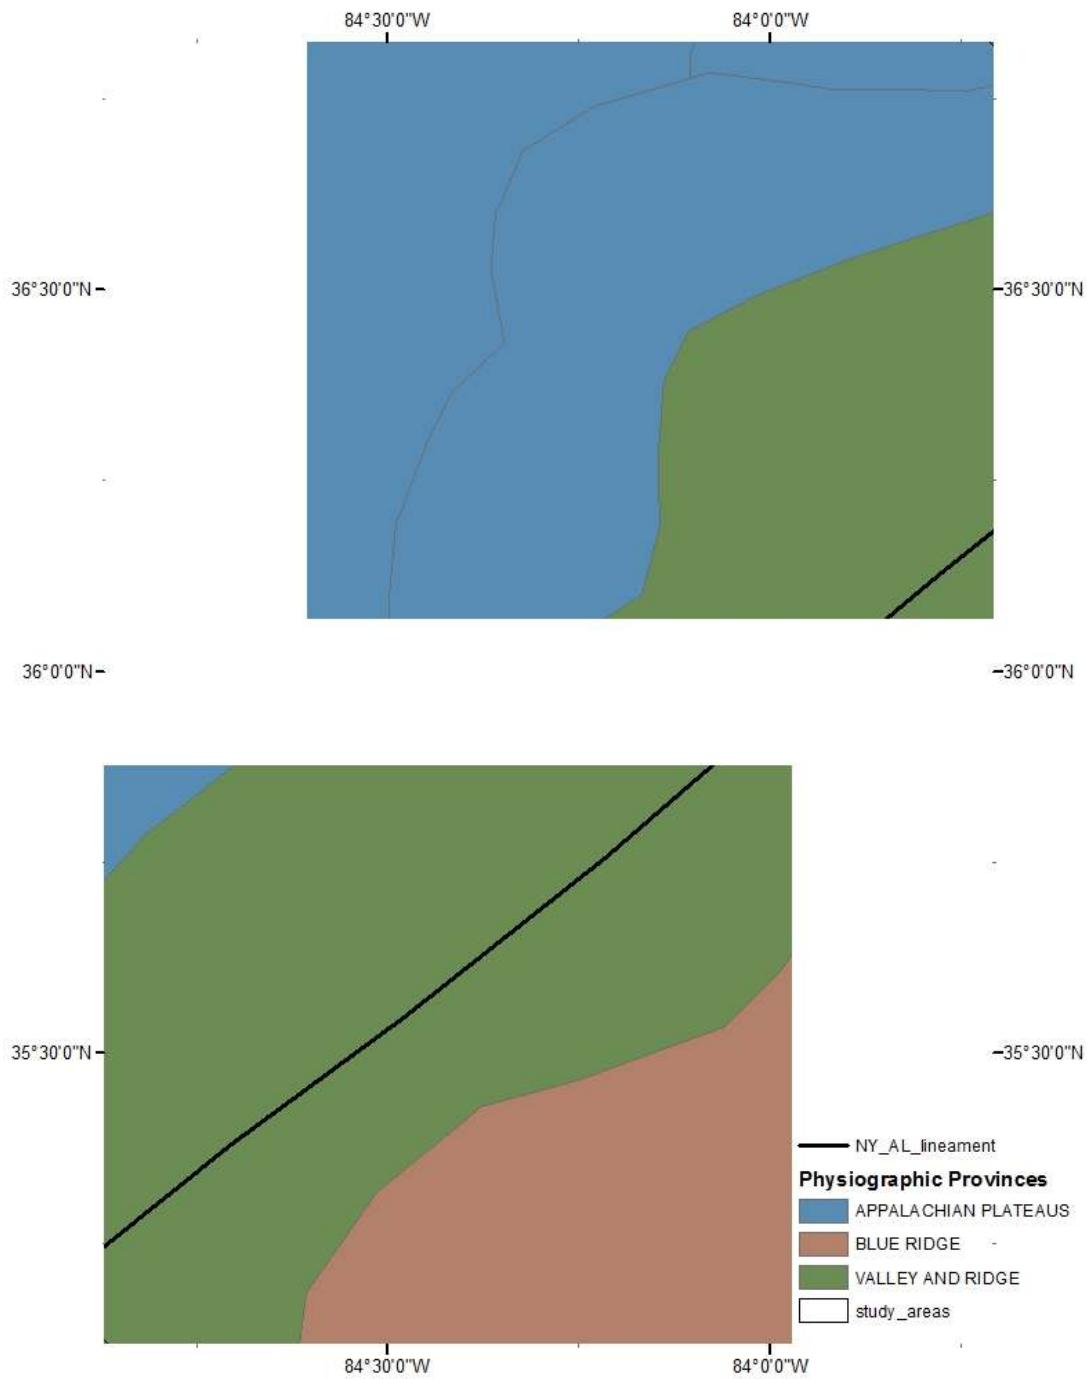 84°30'0"W 84°0'0"W
36°30'0"N 36°30'0"N
36°0'0"N 36°0'0"N
35°30'0"N 35°30'0"N
NY_AL_lineament
Physiographic Provinces
APPALACHIAN PLATEAUS
BLUE RIDGE
VALLEY AND RIDGE
study_areas
84°30'0"W 84°0'0"W